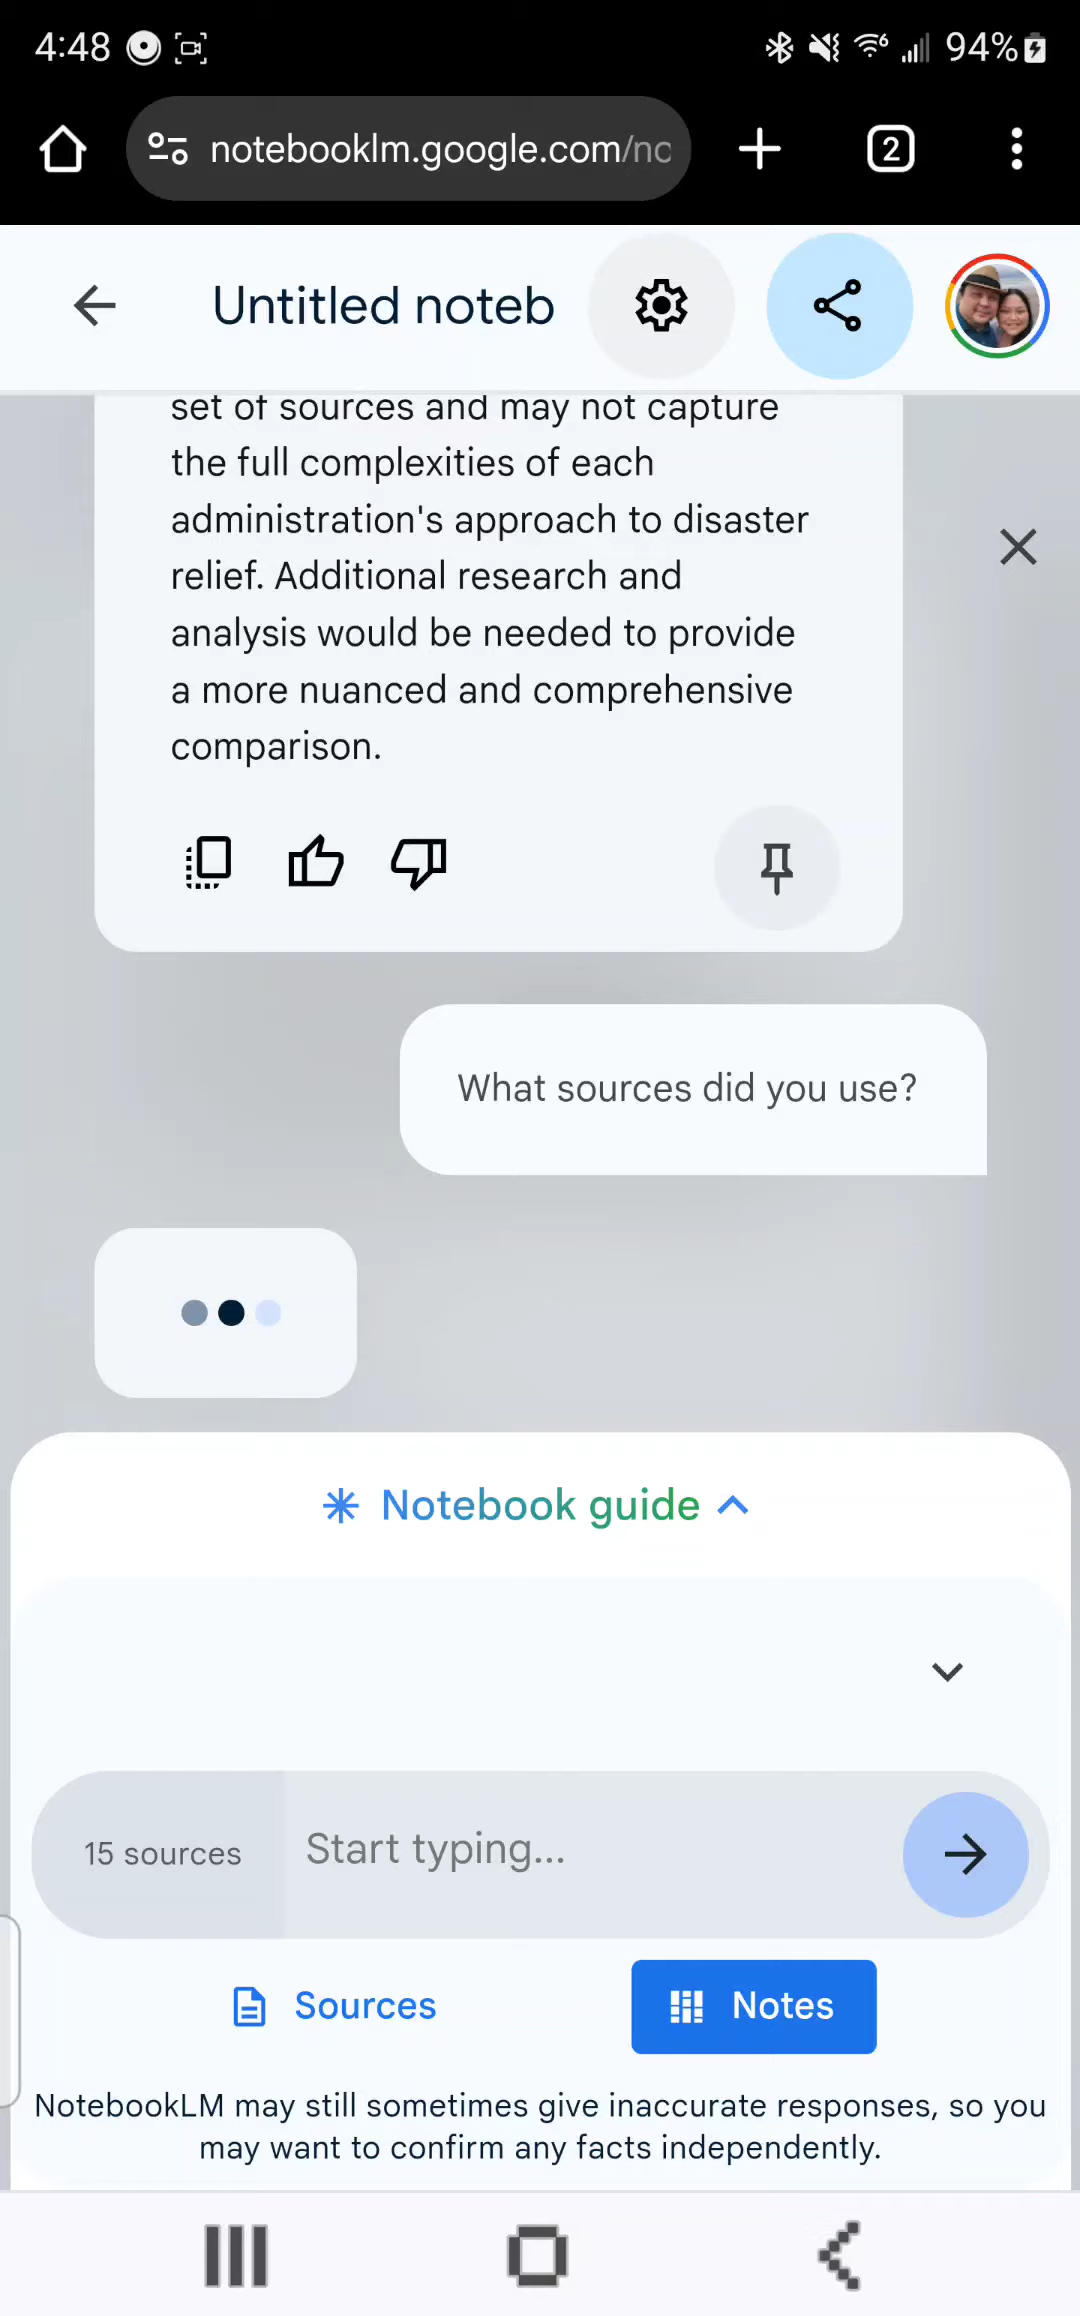 4:48
94%
notebooklm.google.com/nc
2
Untitled noteb
set of sources and may not capture
the full complexities of each
administration's approach to disaster
relief. Additional research and
analysis would be needed to provide
a more nuanced and comprehensive
comparison.
What sources did you use?
Notebook guide
15 sources
Start typing...
Sources
Notes
NotebookLM may still sometimes give inaccurate responses, so you
may want to confirm any facts independently.